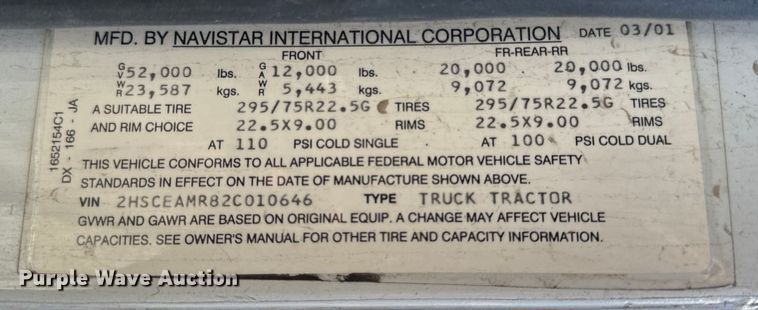 MFD. BY NAVISTAR INTERNATIONAL CORPORATION DATE 03/01
FRONT FR-REAR-RR
GVWR 52,000 lbs. GAWR 12,000 lbs. 20,000 20,000 lbs.
23,587 kgs. 5,443 kgs. 9,072 9,072 kgs.
A SUITABLE TIRE 295/75R22.5G TIRES 295/75R22.5G TIRES
AND RIM CHOICE 22.5X9.00 RIMS 22.5X9.00 RIMS
AT 110 PSI COLD SINGLE AT 100 PSI COLD DUAL
THIS VEHICLE CONFORMS TO ALL APPLICABLE FEDERAL MOTOR VEHICLE SAFETY
STANDARDS IN EFFECT ON THE DATE OF MANUFACTURE SHOWN ABOVE.
VIN 2HSCEAMR82C010646 TYPE TRUCK TRACTOR
GVWR AND GAWR ARE BASED ON ORIGINAL EQUIP. A CHANGE MAY AFFECT VEHICLE
CAPACITIES. SEE OWNER'S MANUAL FOR OTHER TIRE AND CAPACITY INFORMATION.
1652154C1
DX - 166 - JA
Purple Wave Auction